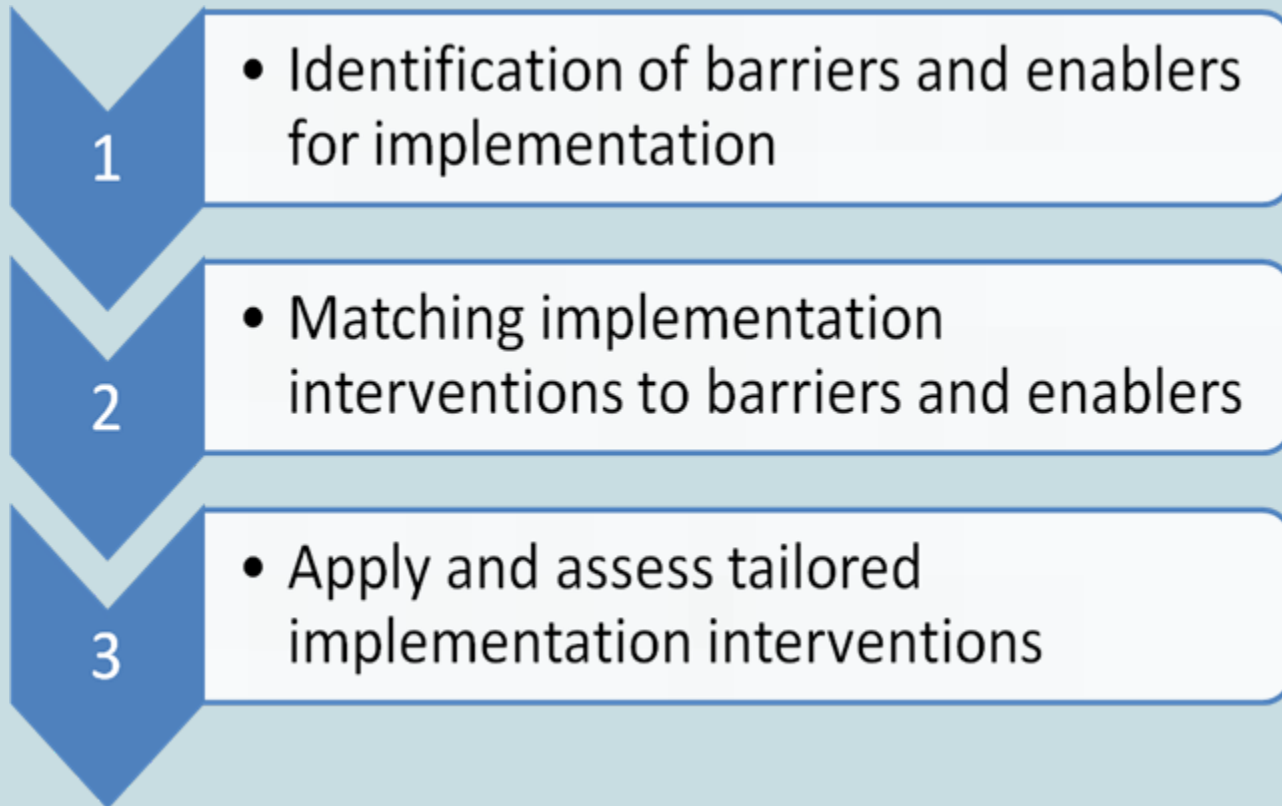 1
• Identification of barriers and enablers
for implementation
2
• Matching implementation
interventions to barriers and enablers
3
• Apply and assess tailored
implementation interventions